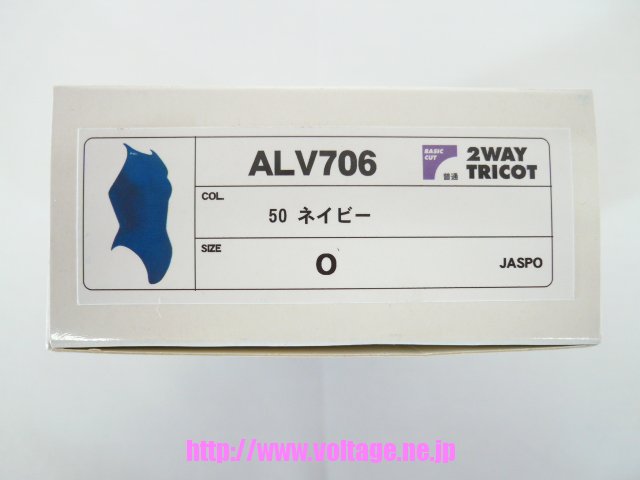 ALV706
BASIC CUT
普通
2WAY TRICOT
COL.
50 ネイビー
SIZE
O
JASPO
http://www.voltage.ne.jp